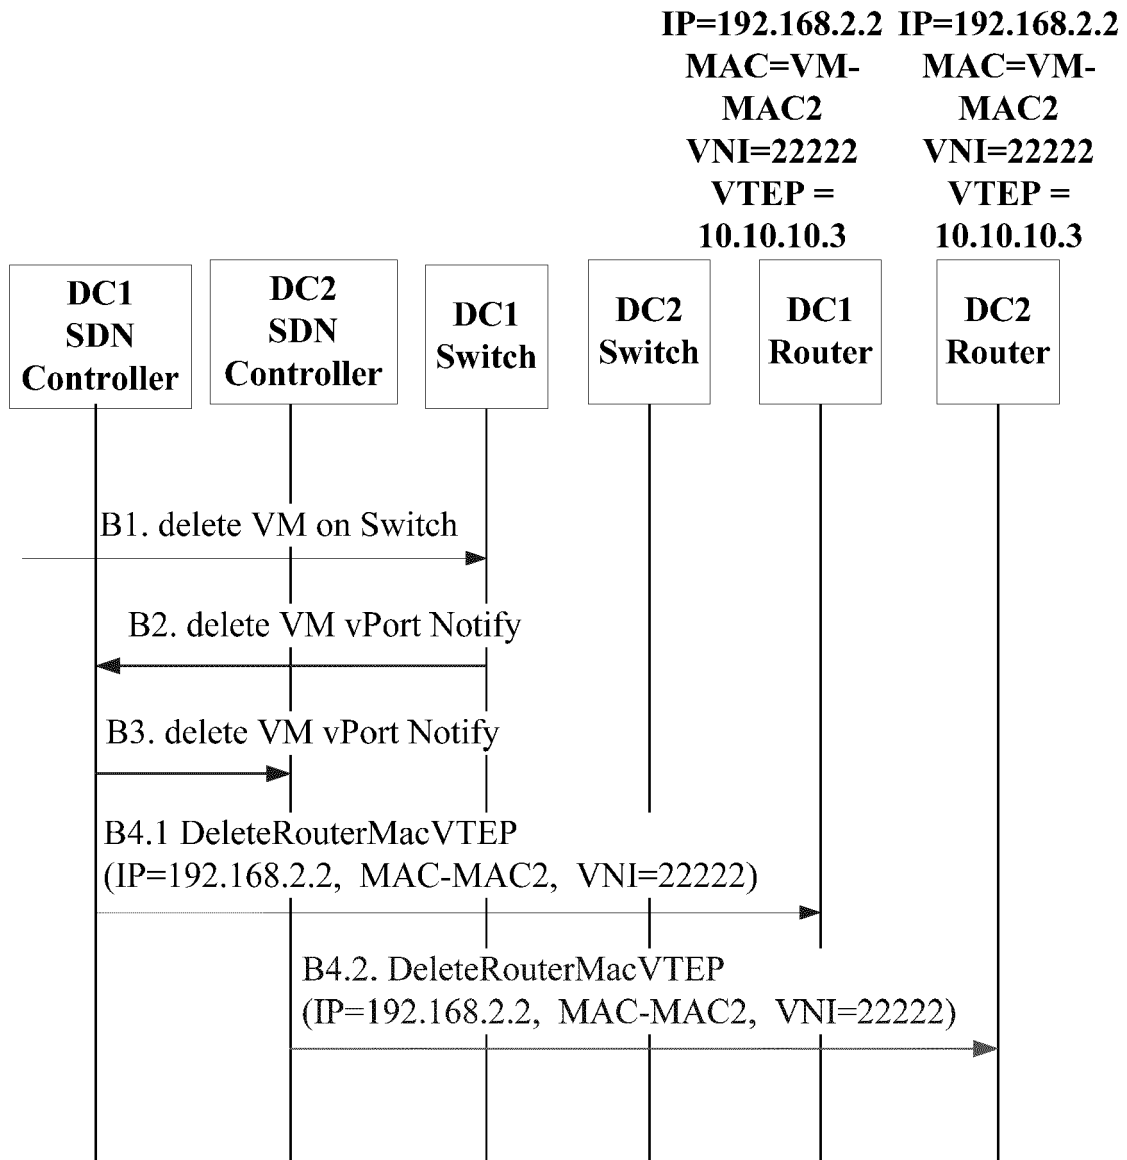 IP=192.168.2.2
MAC=VM-
MAC2
VNI=22222
VTEP =
10.10.10.3
IP=192.168.2.2
MAC=VM-
MAC2
VNI=22222
VTEP =
10.10.10.3
DC1
SDN
Controller
DC2
SDN
Controller
DC1
Switch
DC2
Switch
DC1
Router
DC2
Router
B1. delete VM on Switch
B2. delete VM vPort Notify
B3. delete VM vPort Notify
B4.1 DeleteRouterMacVTEP
(IP=192.168.2.2, MAC-MAC2, VNI=22222)
B4.2. DeleteRouterMacVTEP
(IP=192.168.2.2, MAC-MAC2, VNI=22222)